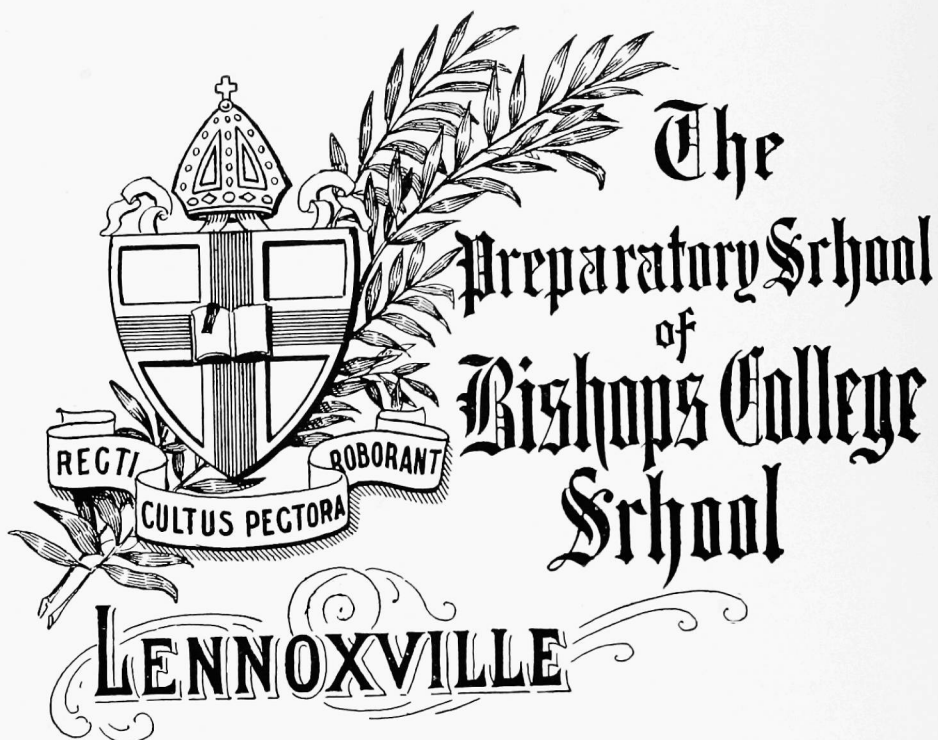 The
Preparatory School
of
Bishops College
School
RECTI
CULTUS PECTORA
ROBORANT
LENNOXVILLE